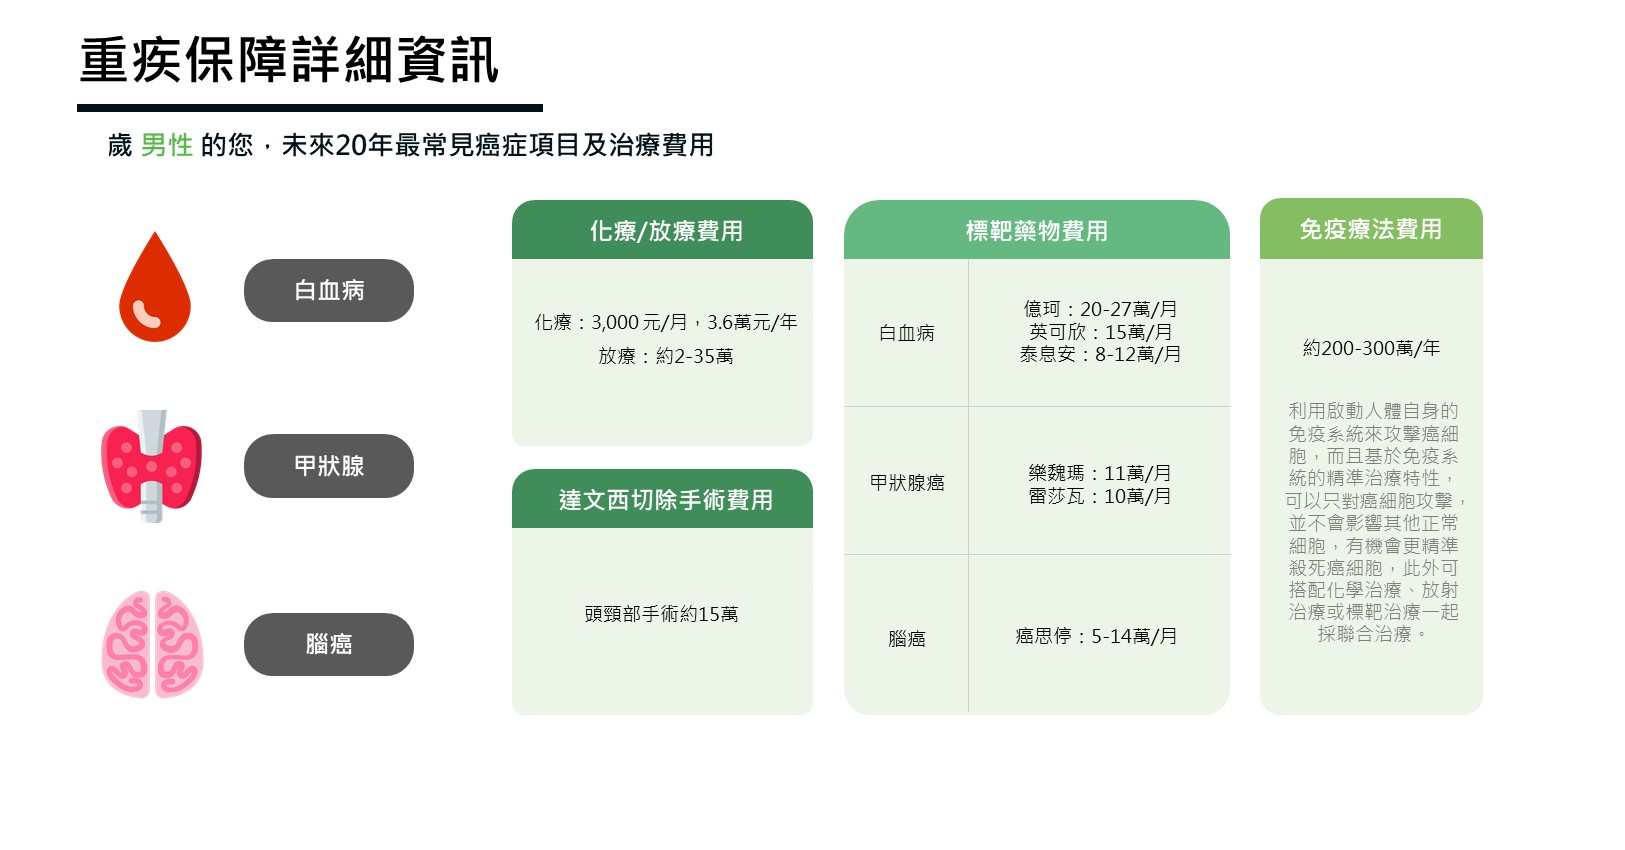 重疾保障詳細資訊
歲 男性 的您，未來20年最常見癌症項目及治療費用
白血病
甲狀腺
腦癌
化療/放療費用
化療：3,000 元/月，3.6萬元/年
放療：約2-35萬
達文西切除手術費用
頭頸部手術約15萬
標靶藥物費用
白血病
億珂：20-27萬/月
英可欣：15萬/月
泰息安：8-12萬/月
甲狀腺癌
樂魏瑪：11萬/月
雷莎瓦：10萬/月
腦癌
癌思停：5-14萬/月
免疫療法費用
約200-300萬/年
利用啟動人體自身的
免疫系統來攻擊癌細
胞，而且基於免疫系
統的精準治療特性，
可以只對癌細胞攻擊，
並不會影響其他正常
細胞，有機會更精準
殺死癌細胞，此外可
搭配化學治療、放射
治療或標靶治療一起
採聯合治療。